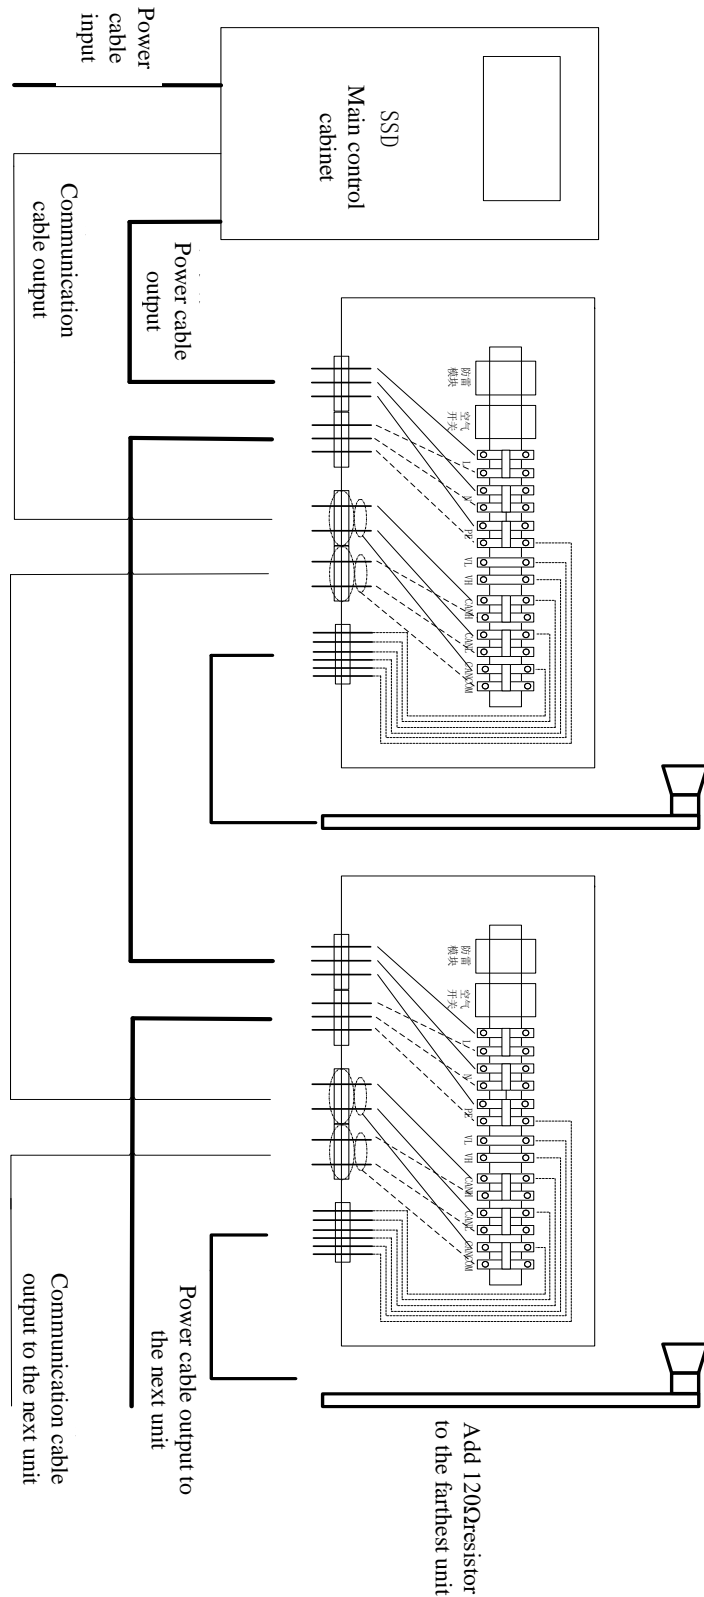 Power
cable
input
SSD
Main control
cabinet
Communication
cable output
Power cable
output
防雷
模块
空气
开关
L
N
PE
VL
VH
CANH
CANL
CANCOM
防雷
模块
空气
开关
L
N
PE
VL
VH
CANH
CANL
CANCOM
Add 120Ωresistor
to the farthest unit
Power cable output to
the next unit
Communication cable
output to the next unit